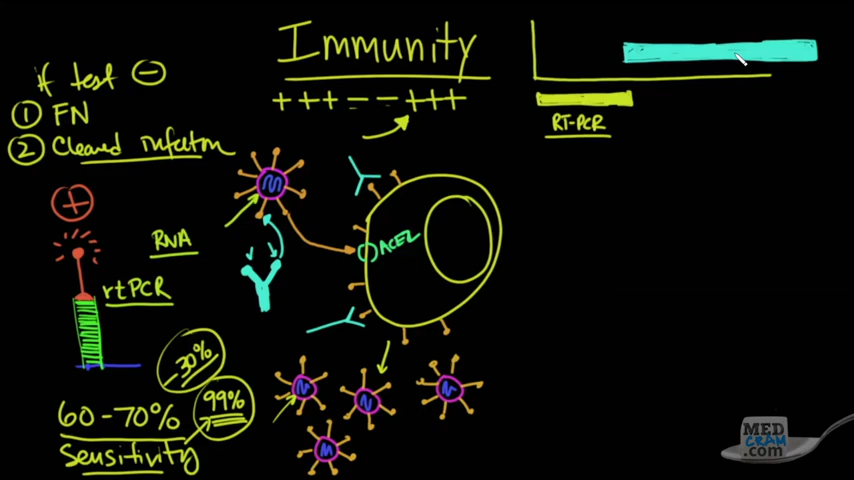 Immunity
+++--+++
if test -
1 FN
2 Cleared infection
+
RNA
rtPCR
-30%
60-70%
99%
Sensitivity
ACE2
RT-PCR
MED
CRAM
.com